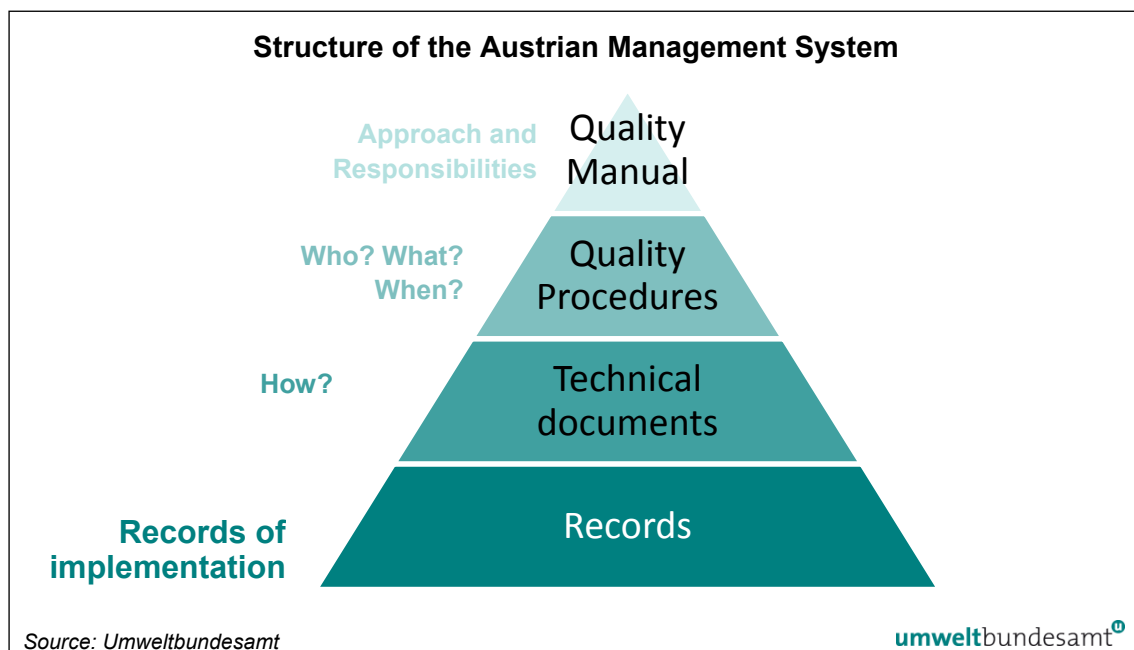 Structure of the Austrian Management System
Approach and
Responsibilities
Quality
Manual
Who? What?
When?
Quality
Procedures
How?
Technical
documents
Records of
implementation
Records
Source: Umweltbundesamt
umweltbundesamt